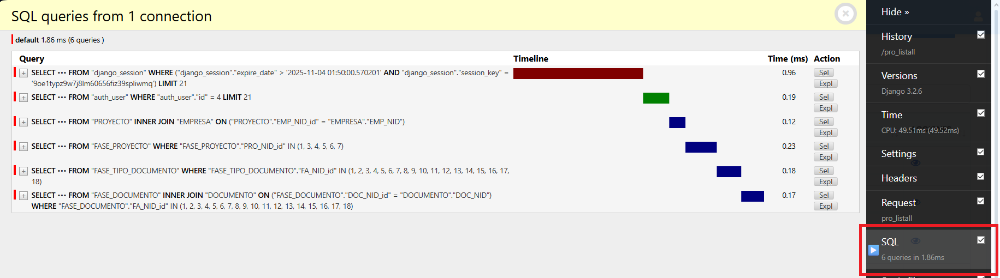 SQL queries from 1 connection
default 1.86 ms (6 queries )
Query Timeline Time (ms) Action
+ SELECT ••• FROM "django_session" WHERE ("django_session"."expire_date" > '2025-11-04 01:50:00.570201' AND "django_session"."session_key" = 0.96 Sel
'9oe1typz9w7j8lm60656fiz39spliwmq') LIMIT 21 Expl
+ SELECT ••• FROM "auth_user" WHERE "auth_user"."id" = 4 LIMIT 21 0.19 Sel
Expl
+ SELECT ••• FROM "PROYECTO" INNER JOIN "EMPRESA" ON ("PROYECTO"."EMP_NID_id" = "EMPRESA"."EMP_NID") 0.12 Sel
Expl
+ SELECT ••• FROM "FASE_PROYECTO" WHERE "FASE_PROYECTO"."PRO_NID_id" IN (1, 3, 4, 5, 6, 7) 0.23 Sel
Expl
+ SELECT ••• FROM "FASE_TIPO_DOCUMENTO" WHERE "FASE_TIPO_DOCUMENTO"."FA_NID_id" IN (1, 2, 3, 4, 5, 6, 7, 8, 9, 10, 11, 12, 13, 14, 15, 16, 17, 0.18 Sel
18) Expl
+ SELECT ••• FROM "FASE_DOCUMENTO" INNER JOIN "DOCUMENTO" ON ("FASE_DOCUMENTO"."DOC_NID_id" = "DOCUMENTO"."DOC_NID") 0.17 Sel
WHERE "FASE_DOCUMENTO"."FA_NID_id" IN (1, 2, 3, 4, 5, 6, 7, 8, 9, 10, 11, 12, 13, 14, 15, 16, 17, 18) Expl
Hide »
History
/pro_listall
Versions
Django 3.2.6
Time
CPU: 49.51ms (49.52ms)
Settings
Headers
Request
pro_listall
SQL
6 queries in 1.86ms